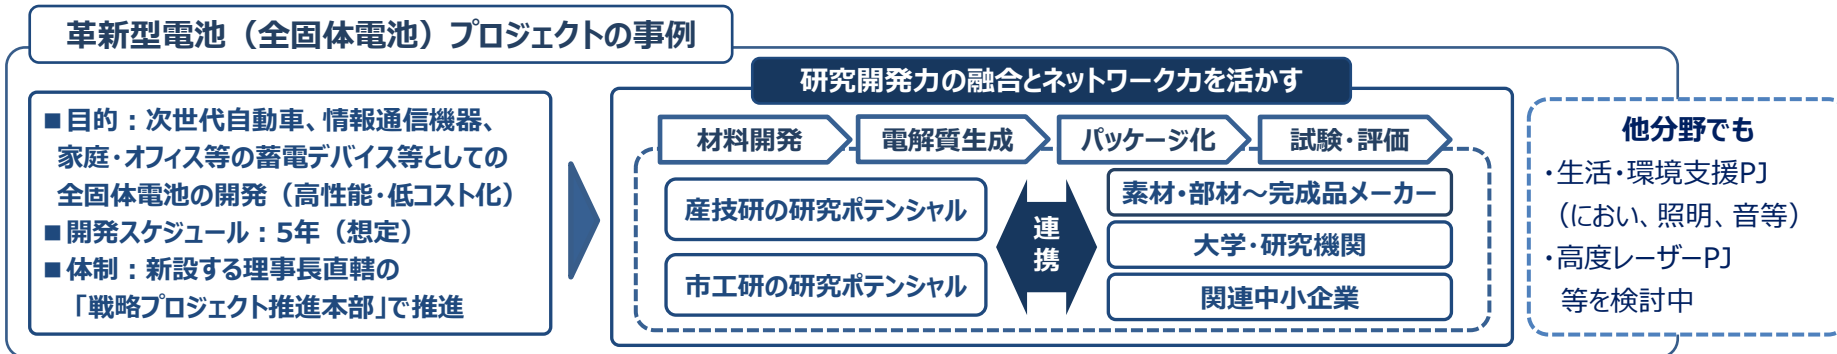 革新型電池（全固体電池）プロジェクトの事例
■目的：次世代自動車、情報通信機器、
家庭・オフィス等の蓄電デバイス等としての
全固体電池の開発（高性能・低コスト化）
■開発スケジュール：5年（想定）
■体制：新設する理事長直轄の
「戦略プロジェクト推進本部」で推進
研究開発力の融合とネットワーク力を活かす
材料開発
電解質生成
パッケージ化
試験・評価
産技研の研究ポテンシャル
市工研の研究ポテンシャル
連
携
素材・部材～完成品メーカー
大学・研究機関
関連中小企業
他分野でも
・生活・環境支援PJ
（におい、照明、音等）
・高度レーザーPJ
等を検討中